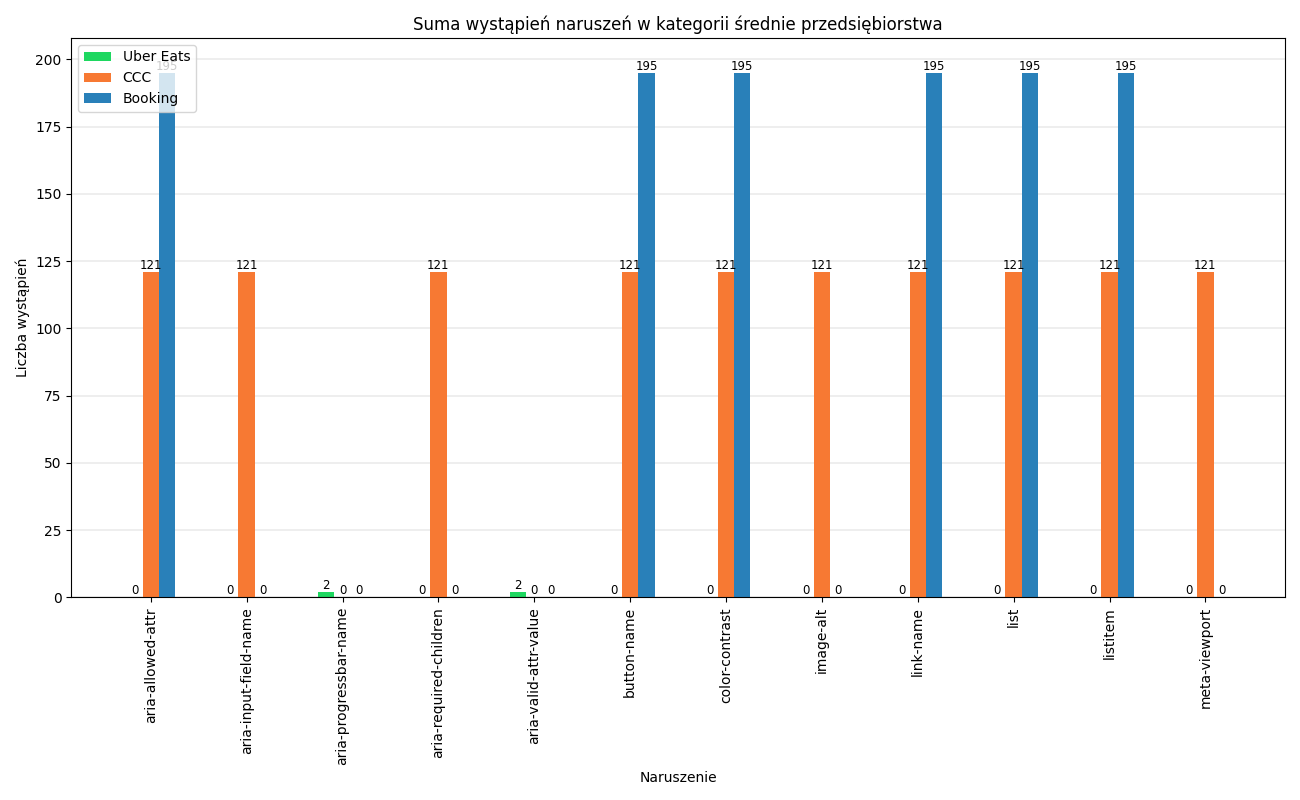 Suma wystąpień naruszeń w kategorii średnie przedsiębiorstwa
Uber Eats
CCC
Booking
Liczba wystąpień
200
175
150
125
100
75
50
25
0
0 121 195
0 121 0
2 0 0
0 121 0
2 0 0
0 121 195
0 121 195
0 121 0
0 121 195
0 121 195
0 121 195
0 121 0
aria-allowed-attr
aria-input-field-name
aria-progressbar-name
aria-required-children
aria-valid-attr-value
button-name
color-contrast
image-alt
link-name
list
listitem
meta-viewport
Naruszenie